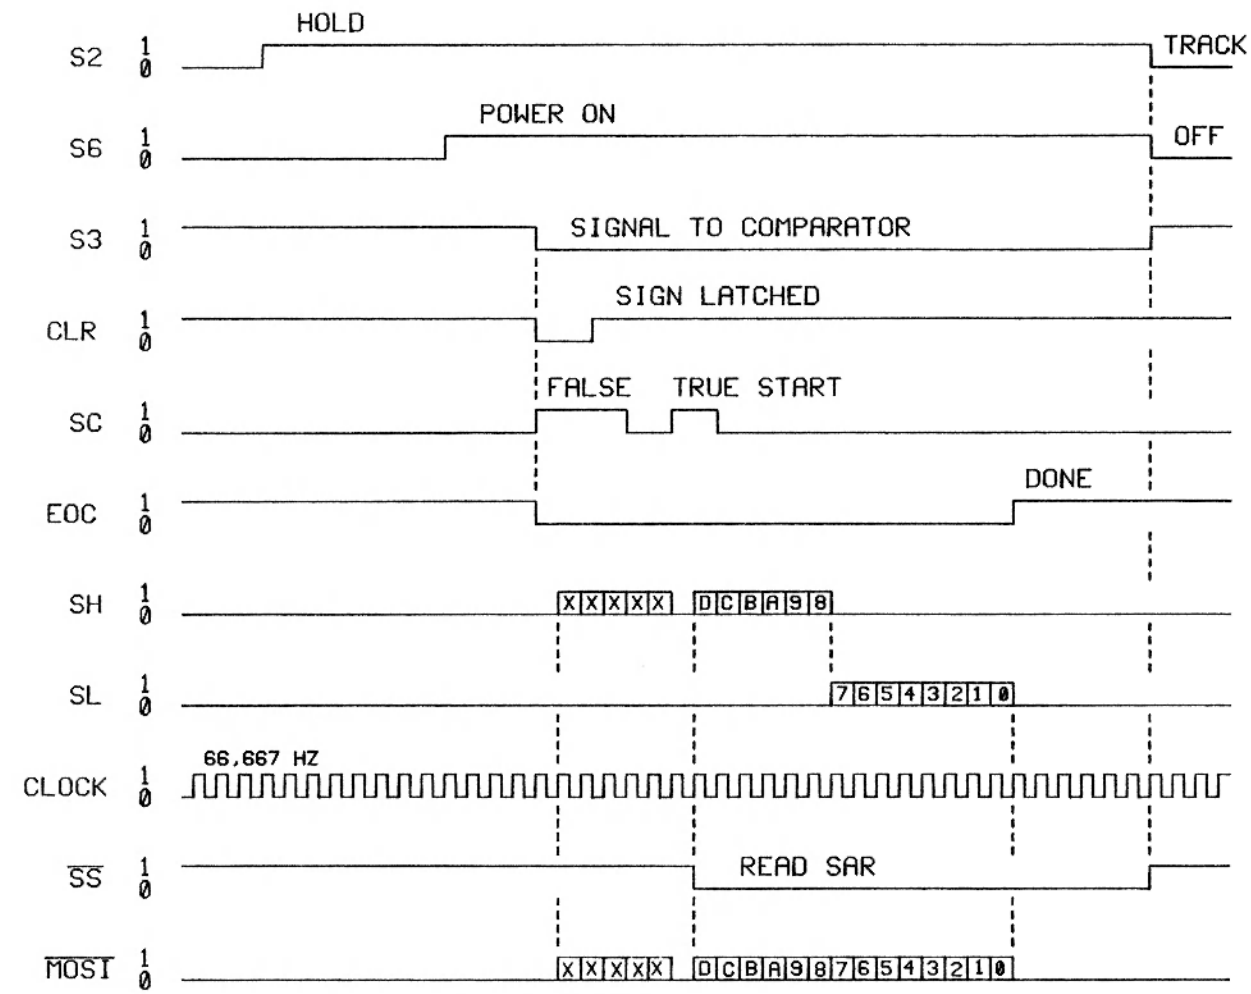 HOLD
S2 1 0 TRACK
POWER ON
S6 1 0 OFF
S3 1 0 SIGNAL TO COMPARATOR
SIGN LATCHED
CLR 1 0
FALSE TRUE START
SC 1 0
DONE
EOC 1 0
SH 1 0 X X X X X D C B A 9 8
SL 1 0 7 6 5 4 3 2 1 0
66,667 HZ
CLOCK 1 0
SS 1 0 READ SAR
MOSI 1 0 X X X X X D C B A 9 8 7 6 5 4 3 2 1 0